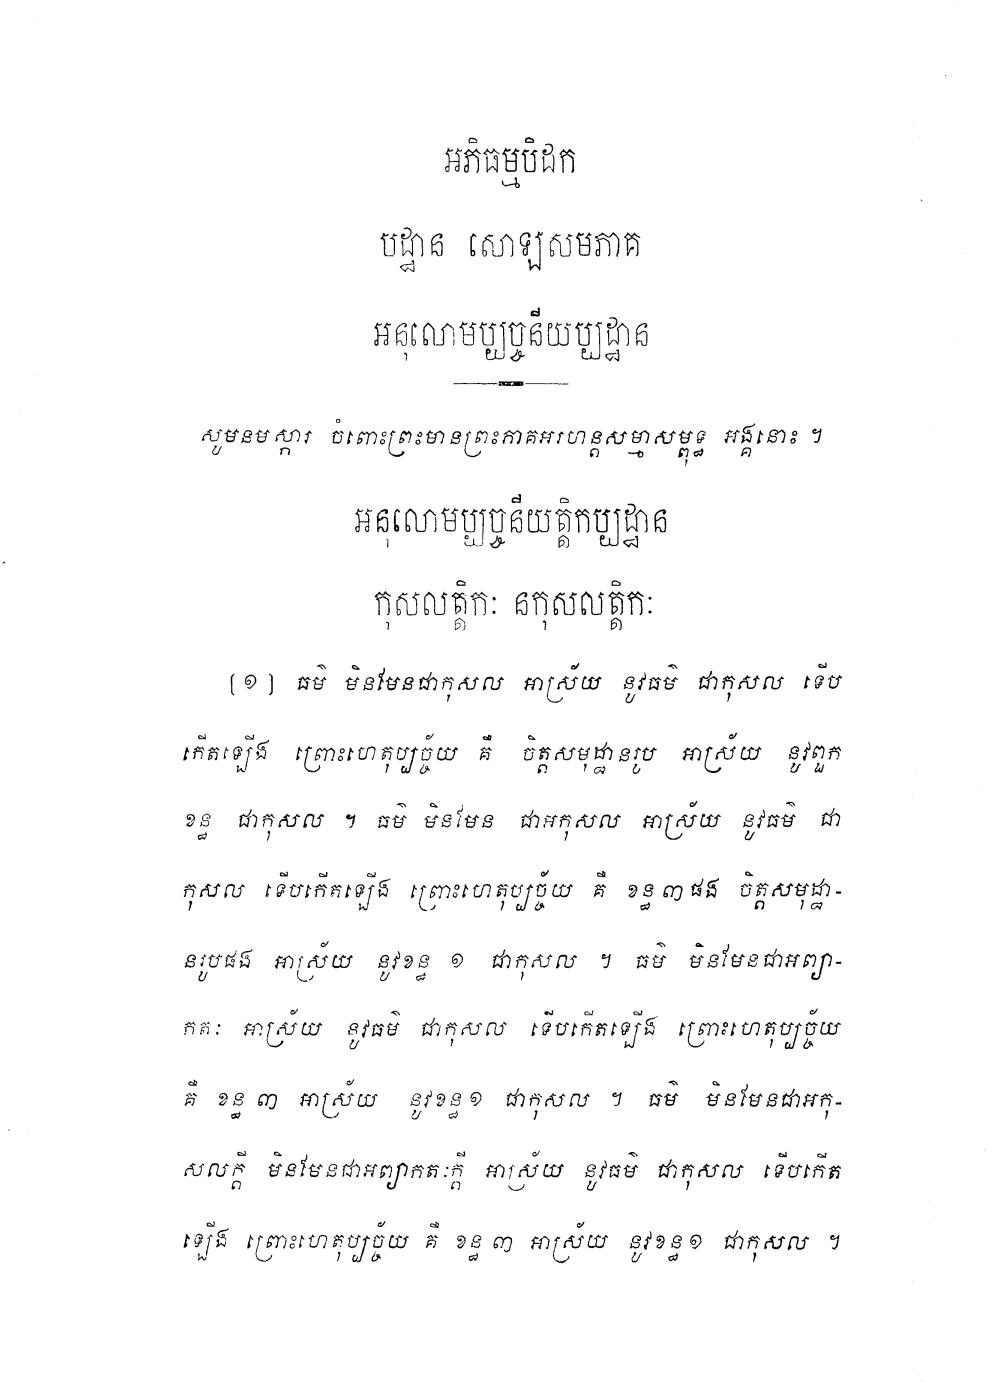 អភិធម្មបិដក
បដ្ឋាន សោឡសមភាគ
អនុលោមប្បច្ចនីយប្បដ្ឋាន
សូមនមស្ការ ចំពោះព្រះមានព្រះភាគអរហន្តសម្មាសម្ពុទ្ធ អង្គនោះ ។
អនុលោមប្បច្ចនីយត្តិកប្បដ្ឋាន
កុសលត្តិកៈ នកុសលត្តិកៈ
[១] ធម៌ មិនមែនជាកុសល អាស្រ័យ នូវធម៌ ជាកុសល ទើប
កើតឡើង ព្រោះហេតុប្បច្ច័យ គឺ ចិត្តសមុដ្ឋានរូប អាស្រ័យ នូវពួក
ខន្ធ ជាកុសល ។ ធម៌ មិនមែន ជាអកុសល អាស្រ័យ នូវធម៌ ជា
កុសល ទើបកើតឡើង ព្រោះហេតុប្បច្ច័យ គឺ ខន្ធ ៣ ផង ចិត្តសមុដ្ឋា-
នរូបផង អាស្រ័យ នូវខន្ធ ១ ជាកុសល ។ ធម៌ មិនមែនជាអព្យា-
កតៈ អាស្រ័យ នូវធម៌ ជាកុសល ទើបកើតឡើង ព្រោះហេតុប្បច្ច័យ
គឺ ខន្ធ ៣ អាស្រ័យ នូវខន្ធ ១ ជាកុសល ។ ធម៌ មិនមែនជាអកុ-
សលក្តី មិនមែនជាអព្យាកតៈក្តី អាស្រ័យ នូវធម៌ ជាកុសល ទើបកើត
ឡើង ព្រោះហេតុប្បច្ច័យ គឺ ខន្ធ ៣ អាស្រ័យ នូវខន្ធ ១ ជាកុសល ។